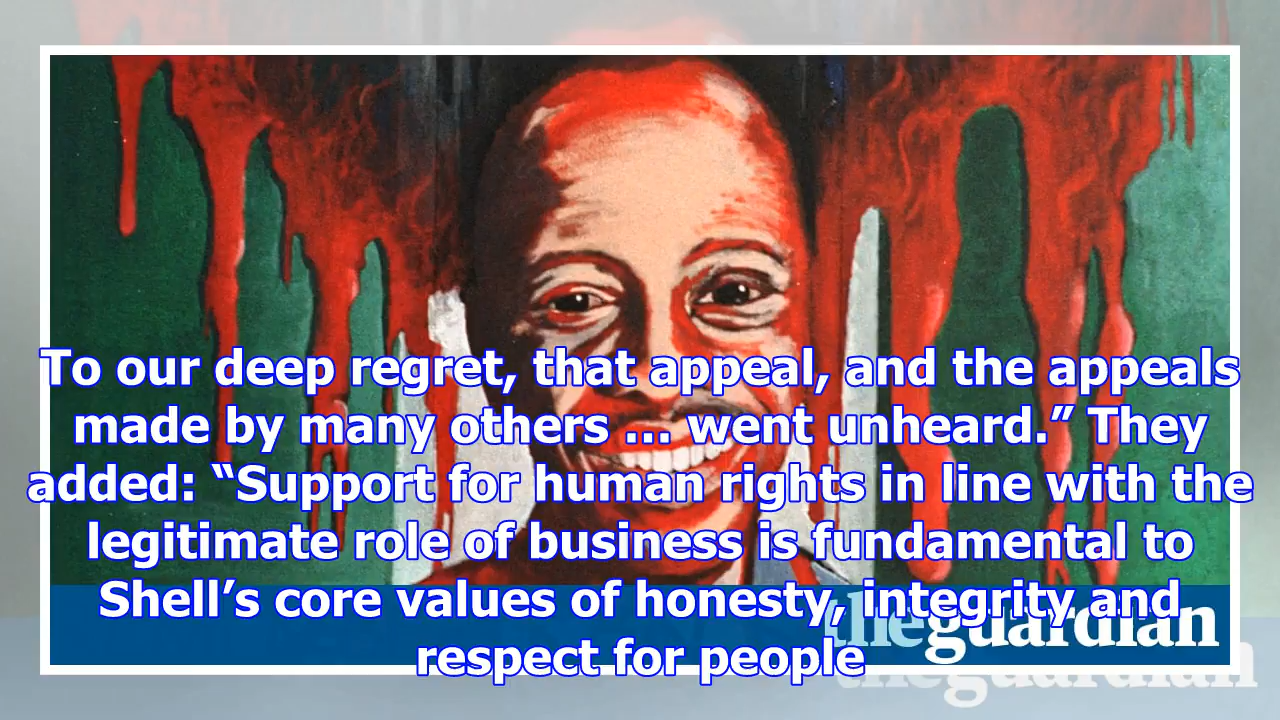 To our deep regret, that appeal, and the appeals
made by many others ... went unheard.” They
added: “Support for human rights in line with the
legitimate role of business is fundamental to
Shell’s core values of honesty, integrity and
respect for people
theguardian
theguardian